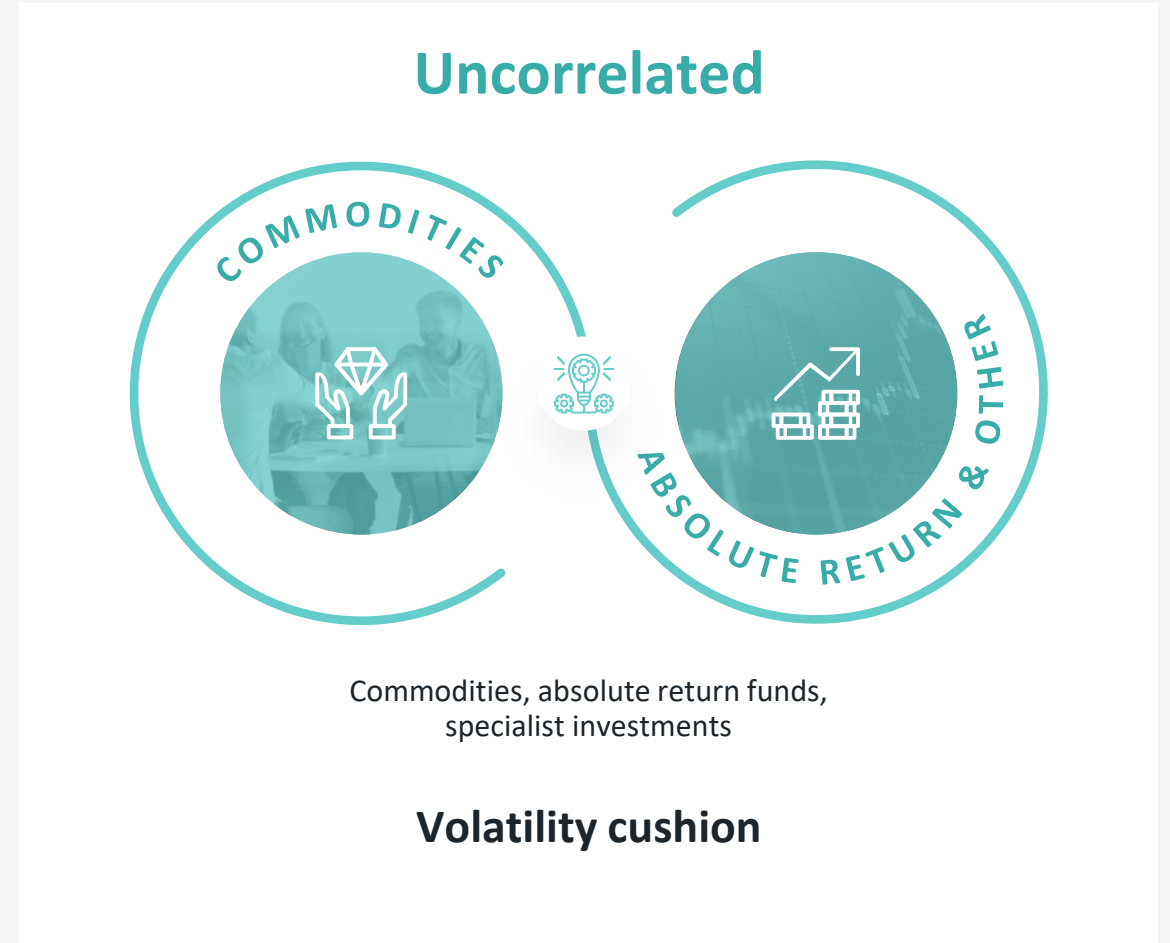 Uncorrelated
COMMODITIES
ABSOLUTE RETURN & OTHER
Commodities, absolute return funds,
specialist investments
Volatility cushion